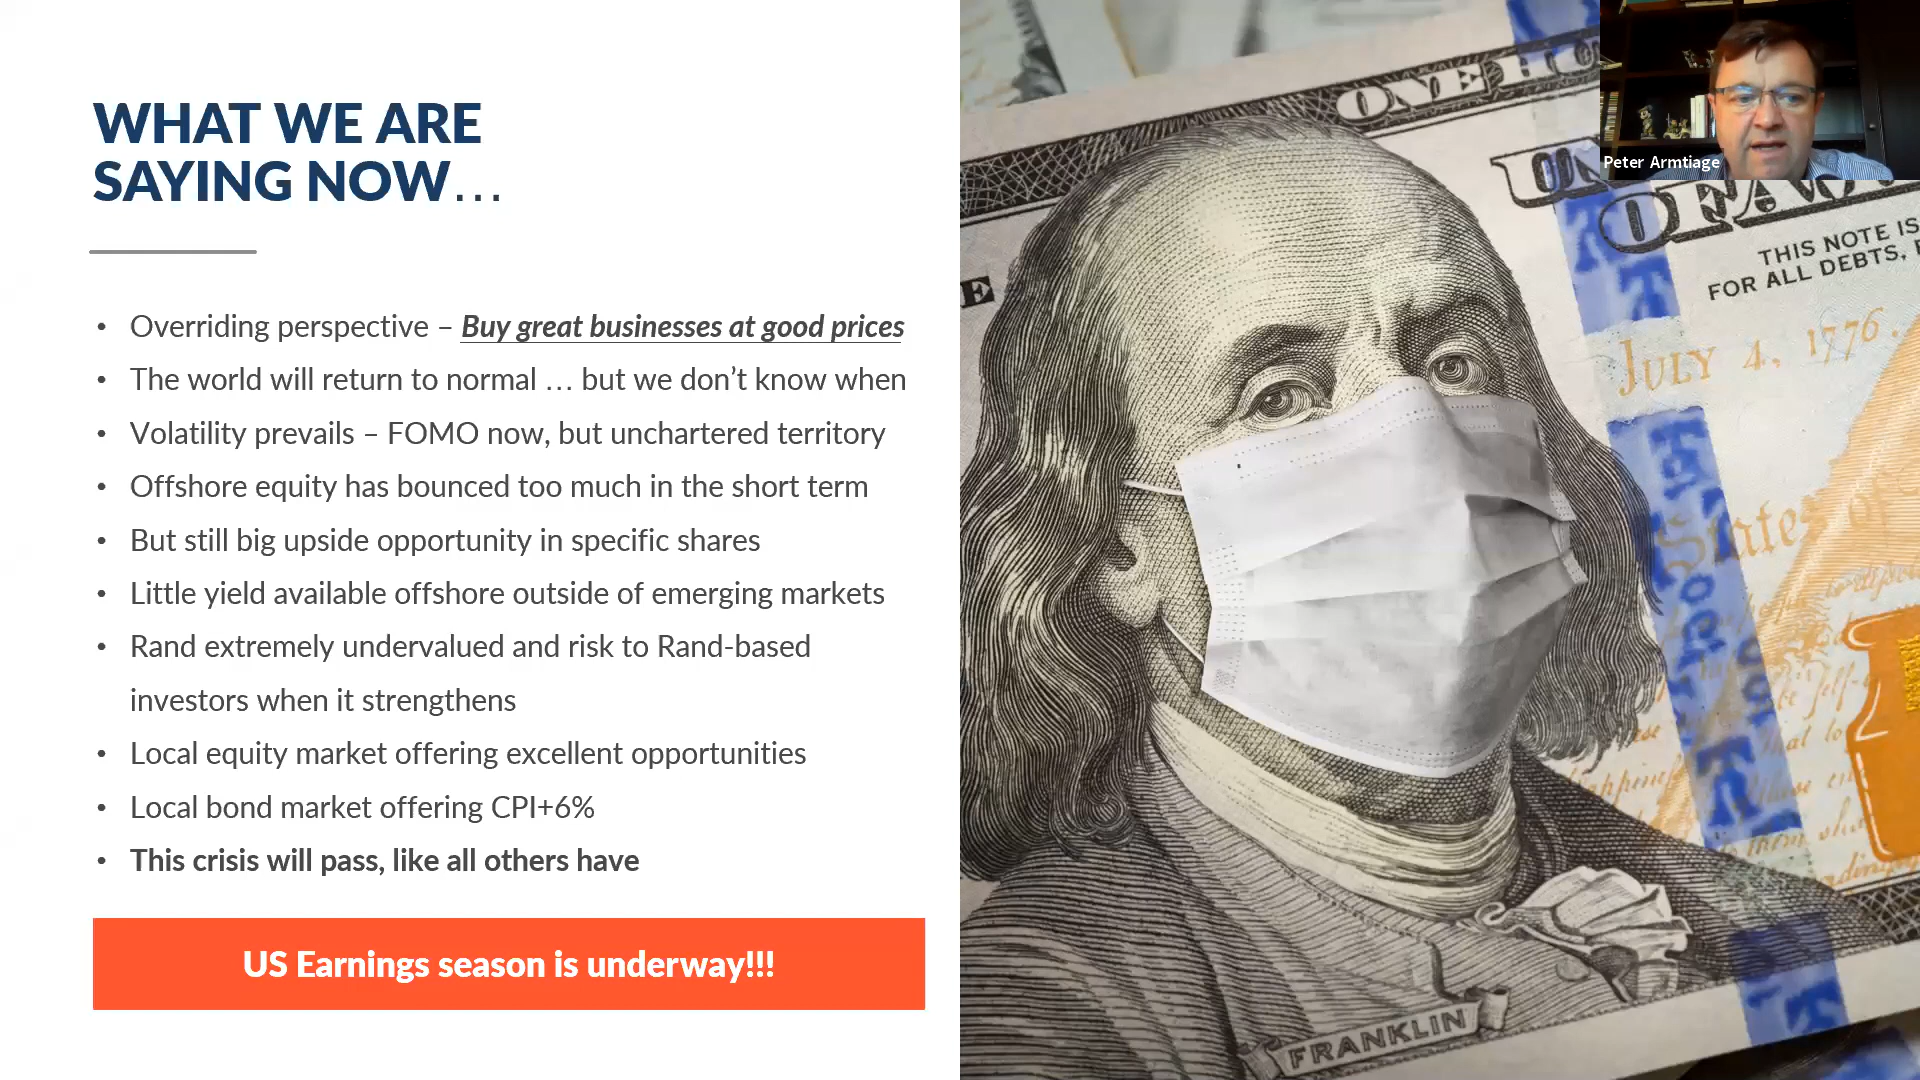 WHAT WE ARE
SAYING NOW…
• Overriding perspective – Buy great businesses at good prices
• The world will return to normal … but we don’t know when
• Volatility prevails – FOMO now, but unchartered territory
• Offshore equity has bounced too much in the short term
• But still big upside opportunity in specific shares
• Little yield available offshore outside of emerging markets
• Rand extremely undervalued and risk to Rand-based
investors when it strengthens
• Local equity market offering excellent opportunities
• Local bond market offering CPI+6%
• This crisis will pass, like all others have
US Earnings season is underway!!!
Peter Armtiage
ONE
THIS NOTE IS
FOR ALL DEBTS,
JULY 4, 1776.
States of
FRANKLIN